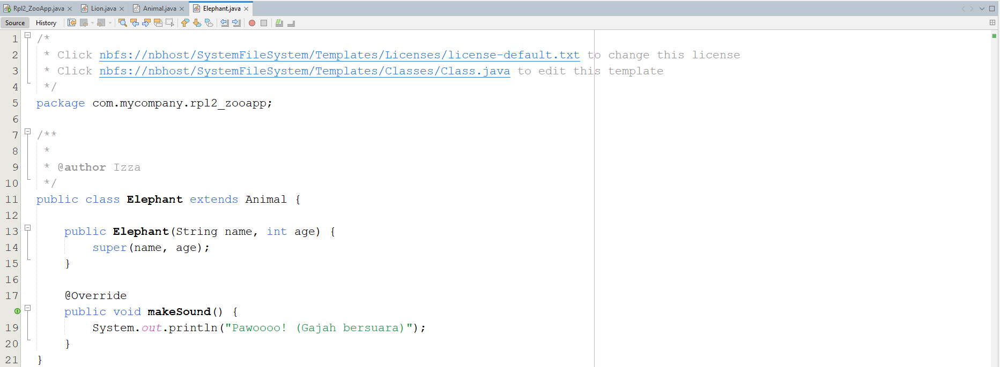 Rpl2_ZooApp.java Lion.java Animal.java Elephant.java
Source History
1 /*
2  * Click nbfs://nbhost/SystemFileSystem/Templates/Licenses/license-default.txt to change this license
3  * Click nbfs://nbhost/SystemFileSystem/Templates/Classes/Class.java to edit this template
4  */
5 package com.mycompany.rpl2_zooapp;
6
7 /**
8  *
9  * @author Izza
10  */
11 public class Elephant extends Animal {
12
13     public Elephant(String name, int age) {
14         super(name, age);
15     }
16
17     @Override
    public void makeSound() {
19         System.out.println("Pawoooo! (Gajah bersuara)");
20     }
21 }